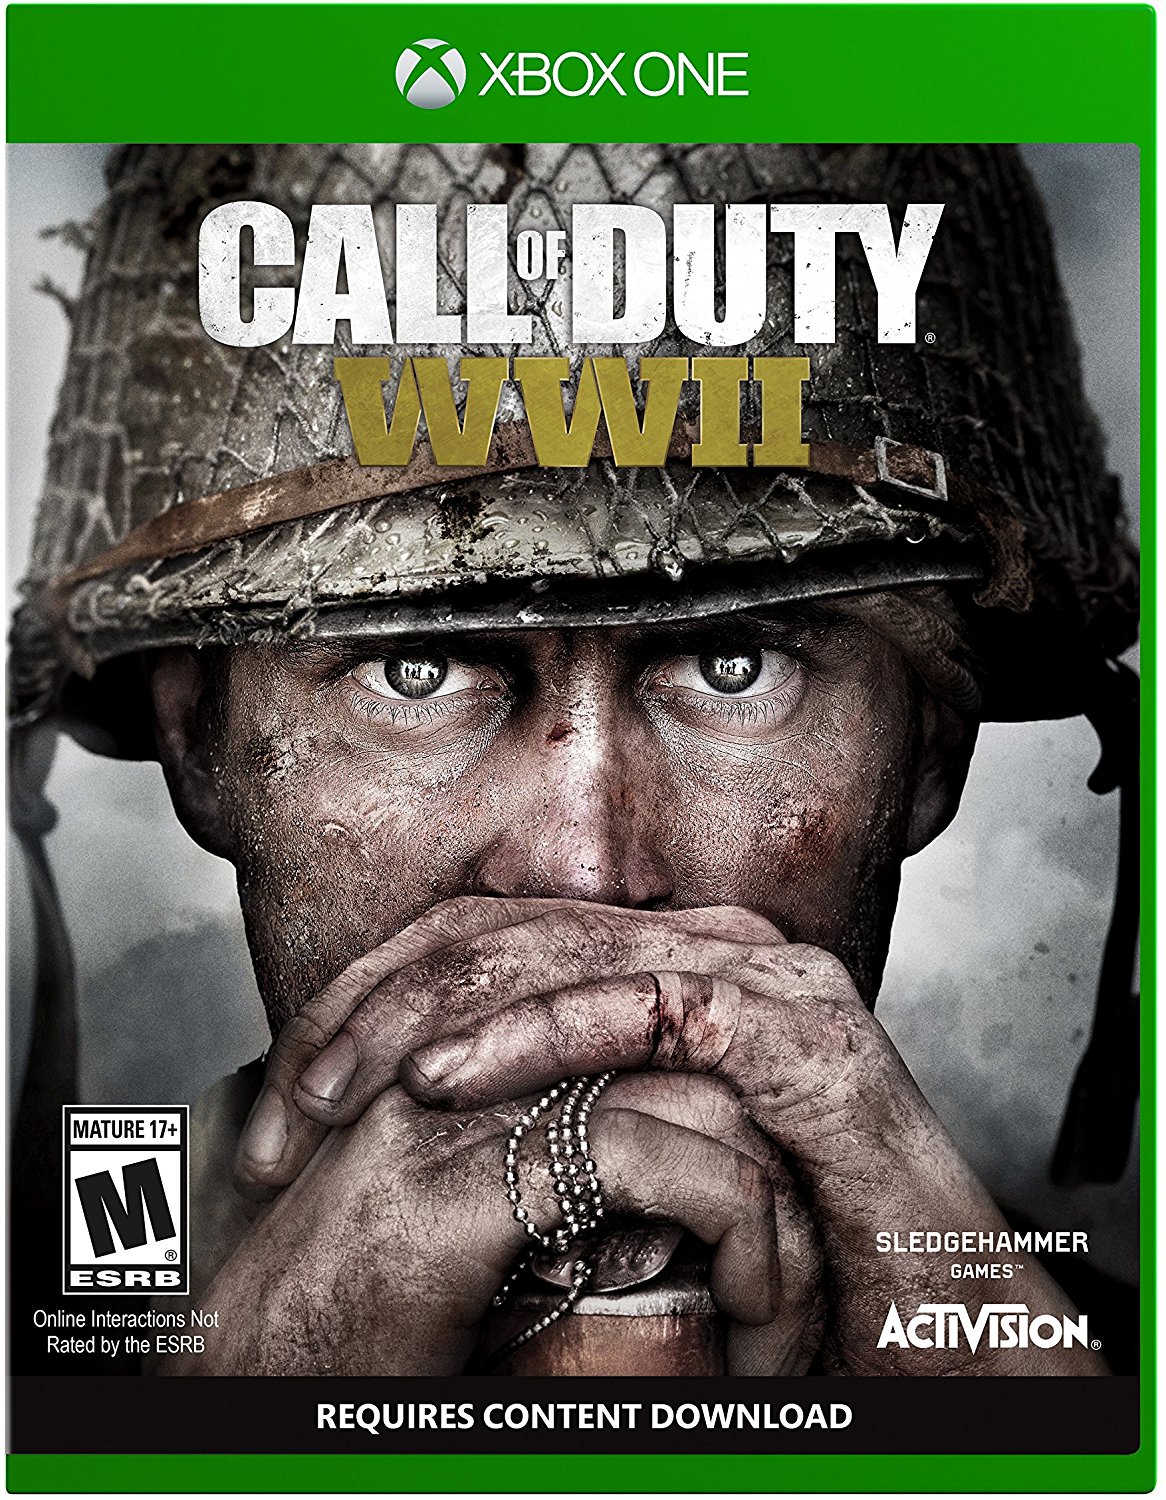 XBOX ONE
CALL OF DUTY®
WWII
MATURE 17+
M®
ESRB
Online Interactions Not
Rated by the ESRB
SLEDGEHAMMER
GAMES™
ACTIVISION®
REQUIRES CONTENT DOWNLOAD